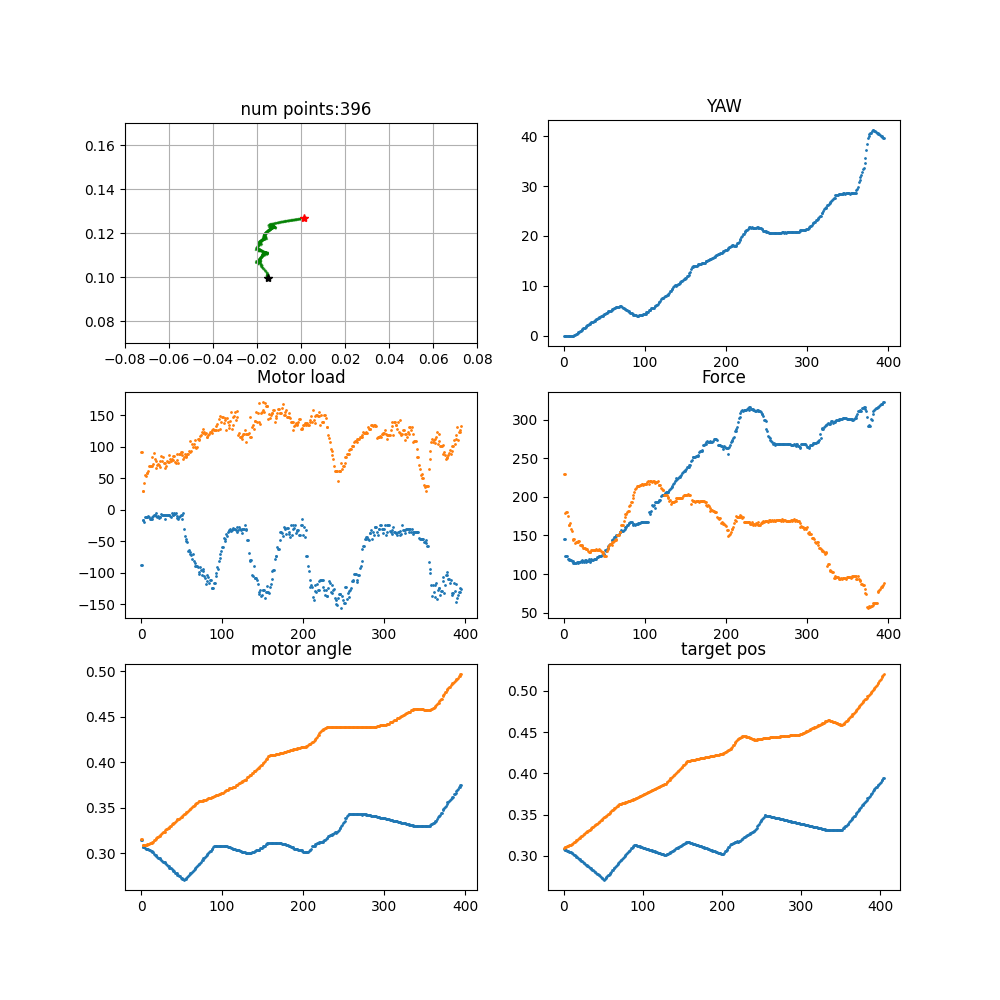 num points:396
YAW
0.16
0.14
0.12
0.10
0.08
−0.08 −0.06 −0.04 −0.02 0.00 0.02 0.04 0.06 0.08
40
30
20
10
0
0 100 200 300 400
Motor load
Force
150
100
50
0
−50
−100
−150
0 100 200 300 400
300
250
200
150
100
50
0 100 200 300 400
motor angle
target pos
0.50
0.45
0.40
0.35
0.30
0 100 200 300 400
0.50
0.45
0.40
0.35
0.30
0 100 200 300 400